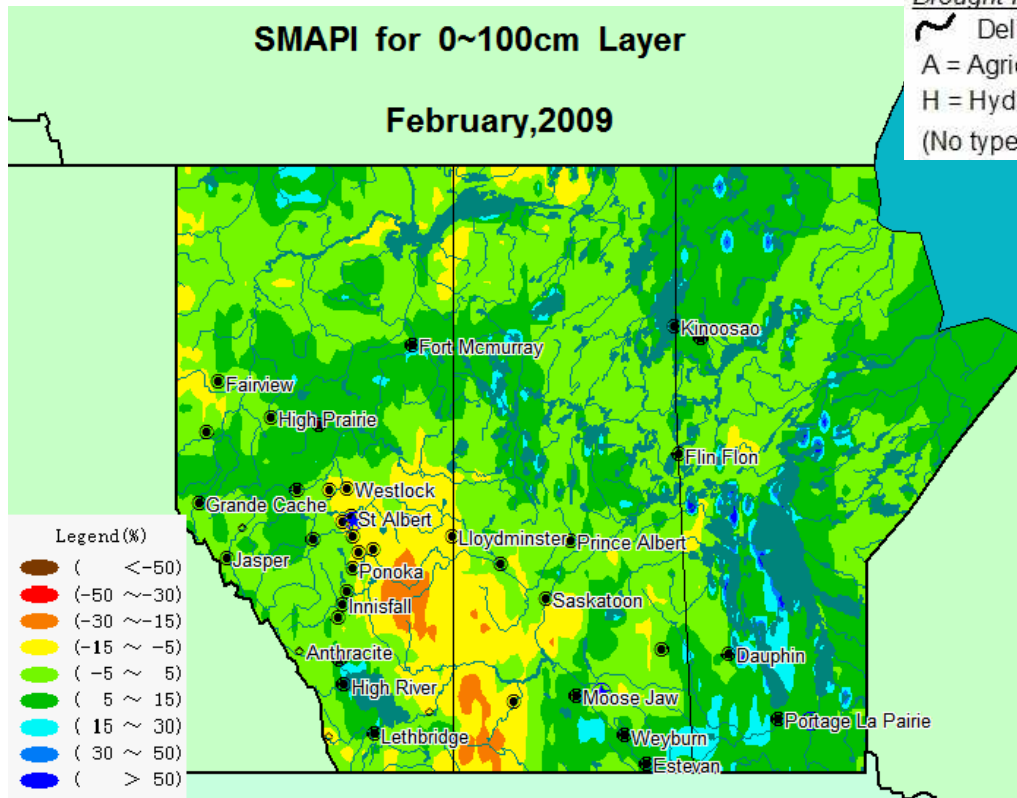 SMAPI for 0~100cm Layer
February,2009
Del
A = Agri
H = Hyd
(No type
Kinoosao
Fort Mcmurray
Fairview
High Prairie
Flin Flon
Westlock
Grande Cache
St Albert
Lloydminster
Prince Albert
Jasper
Ponoka
Innisfall
Saskatoon
Anthracite
Dauphin
High River
Moose Jaw
Portage La Pairie
Lethbridge
Weyburn
Estevan
Legend(%)
( <-50)
(-50 ~-30)
(-30 ~-15)
(-15 ~ -5)
( -5 ~ 5)
( 5 ~ 15)
( 15 ~ 30)
( 30 ~ 50)
( > 50)